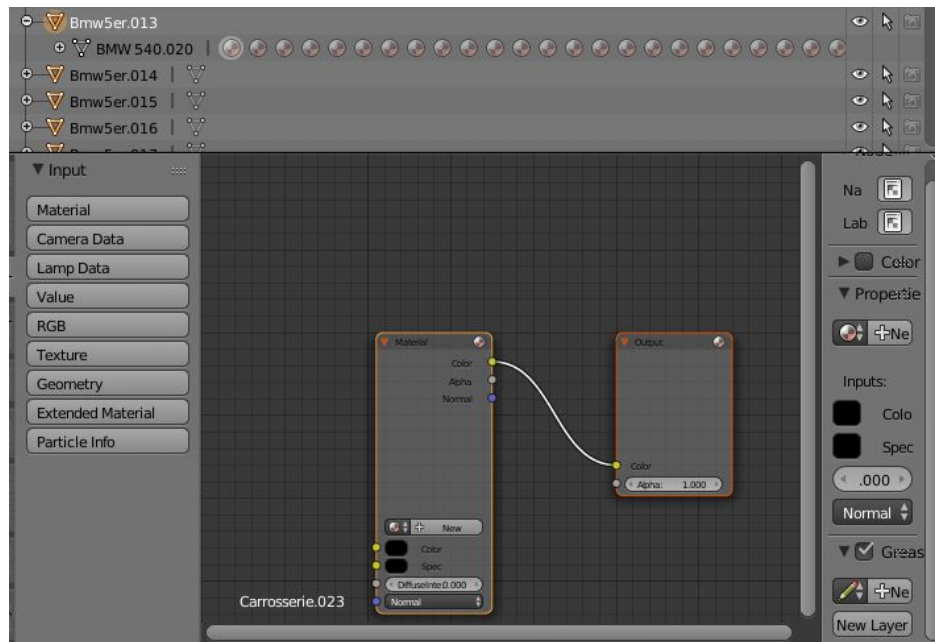 Bmw5er.013
BMW 540.020
Bmw5er.014
Bmw5er.015
Bmw5er.016
Input
Material
Camera Data
Lamp Data
Value
RGB
Texture
Geometry
Extended Material
Particle Info
Material
Color
Alpha
Normal
New
Color
Spec
DiffuseInte:0.000
Normal
Carrosserie.023
Output
Color
Alpha: 1.000
Na
Lab
Color
Propertie
Ne
Inputs:
Colo
Spec
.000
Normal
Greas
Ne
New Layer